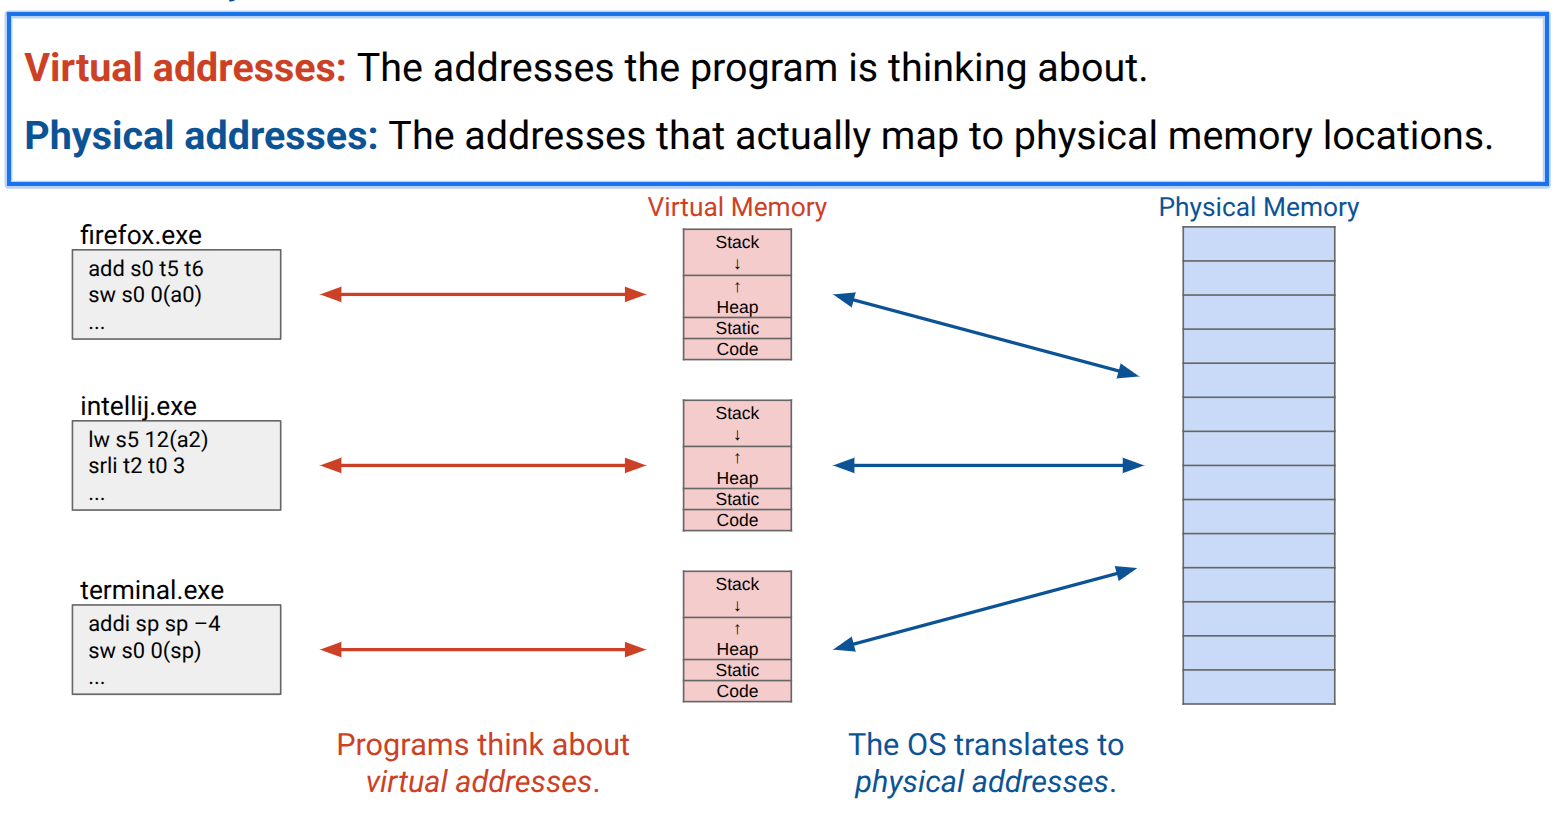 Virtual addresses: The addresses the program is thinking about.
Physical addresses: The addresses that actually map to physical memory locations.
Virtual Memory
Physical Memory
firefox.exe
add s0 t5 t6
sw s0 0(a0)
...
Stack
↓
↑
Heap
Static
Code
intellij.exe
lw s5 12(a2)
srli t2 t0 3
...
Stack
↓
↑
Heap
Static
Code
terminal.exe
addi sp sp −4
sw s0 0(sp)
...
Stack
↓
↑
Heap
Static
Code
Programs think about
virtual addresses.
The OS translates to
physical addresses.